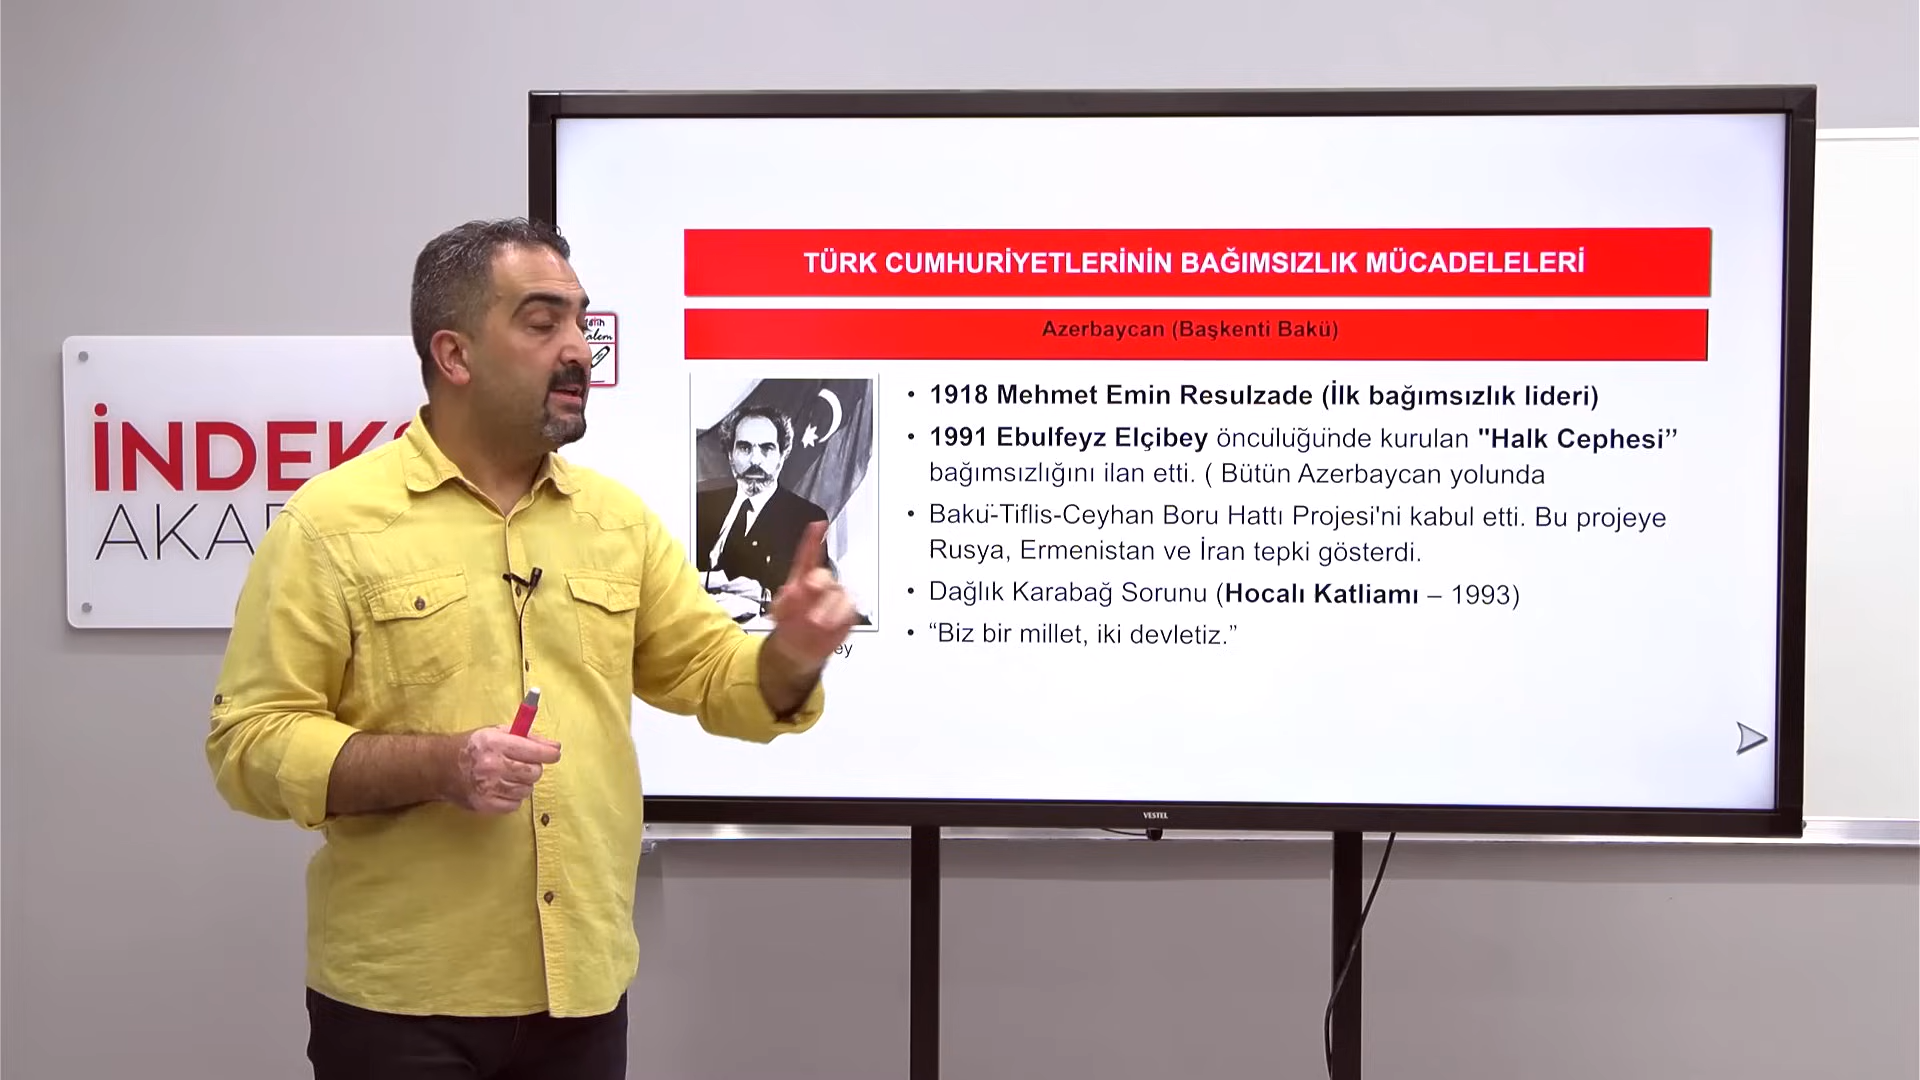 TÜRK CUMHURİYETLERİNİN BAĞIMSIZLIK MÜCADELELERİ
Azerbaycan (Başkenti Bakü)
• 1918 Mehmet Emin Resulzade (İlk bağımsızlık lideri)
• 1991 Ebulfeyz Elçibey öncülüğünde kurulan "Halk Cephesi”
bağımsızlığını ilan etti. ( Bütün Azerbaycan yolunda
• Bakü-Tiflis-Ceyhan Boru Hattı Projesi'ni kabul etti. Bu projeye
Rusya, Ermenistan ve İran tepki gösterdi.
• Dağlık Karabağ Sorunu (Hocalı Katliamı – 1993)
• “Biz bir millet, iki devletiz.”
İNDEKS
VESTEL